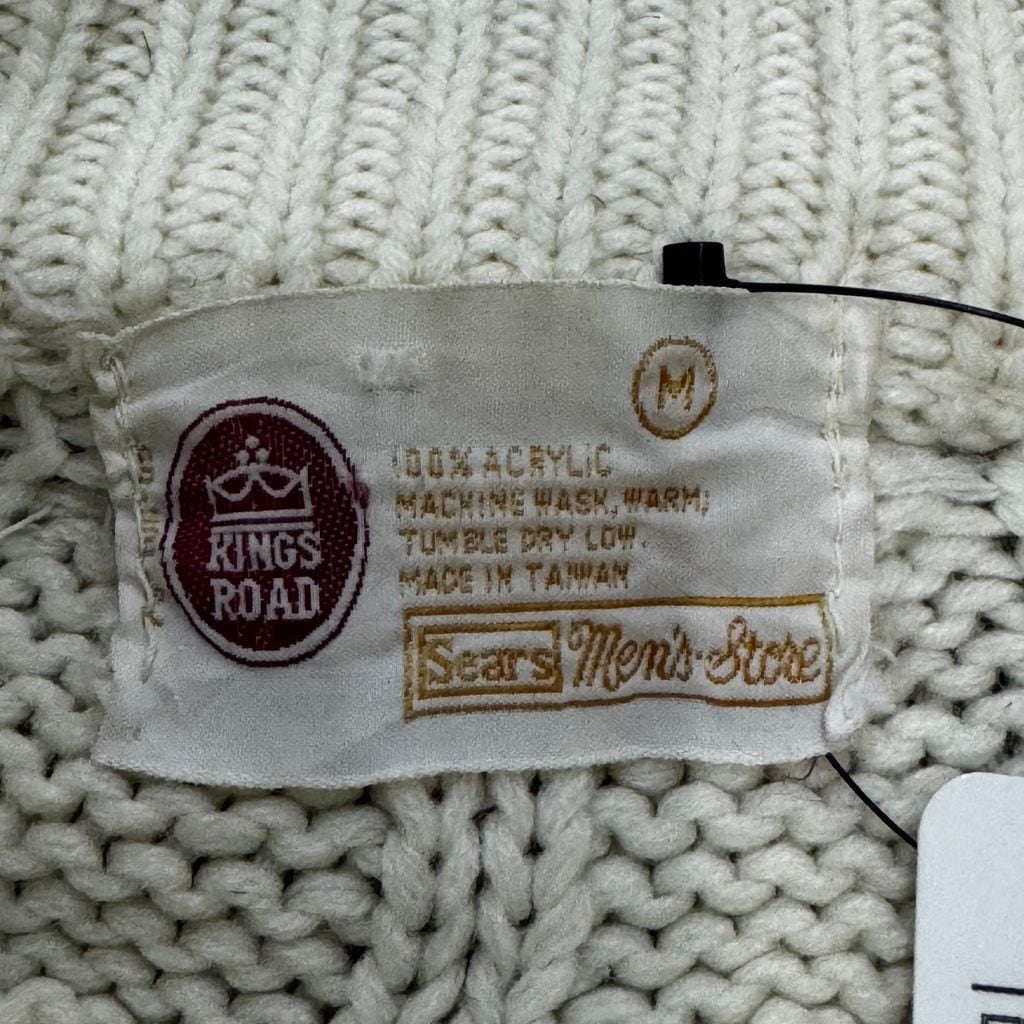 M
KINGS
ROAD
100% ACRYLIC
MACHINE WASH, WARM;
TUMBLE DRY LOW.
MADE IN TAIWAN
Sears Men's Store